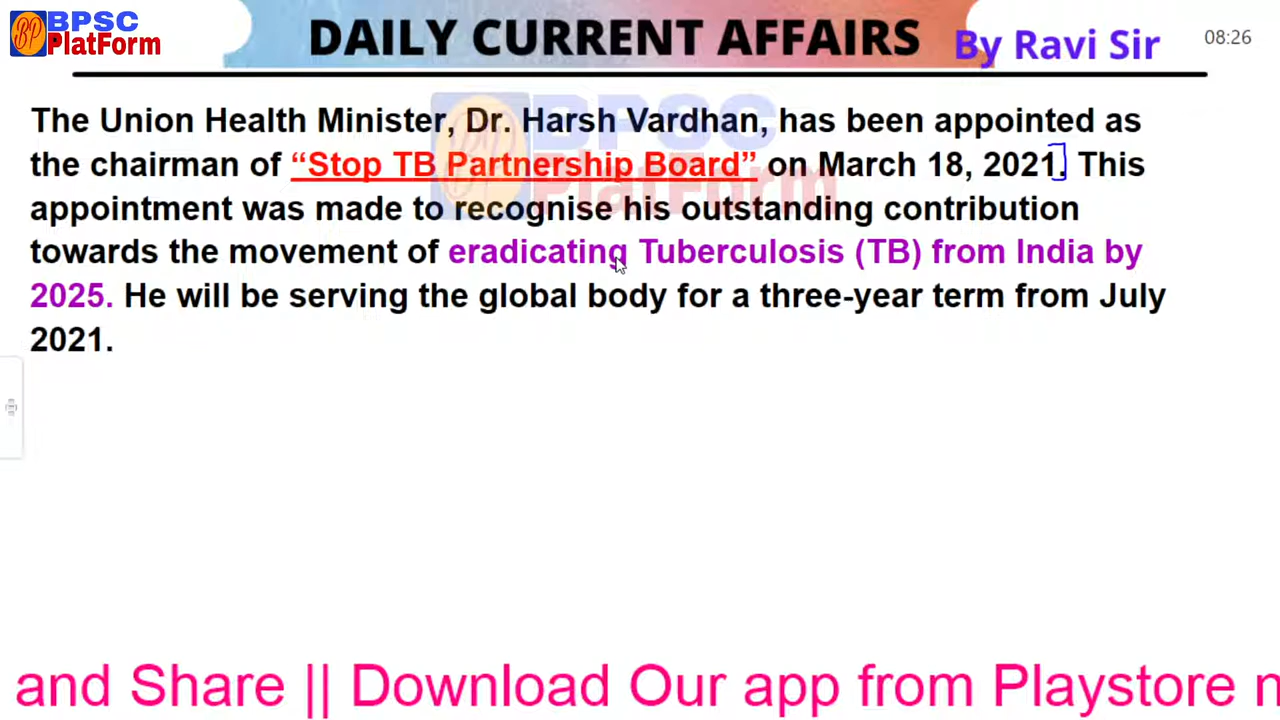 BPSC
PlatForm
DAILY CURRENT AFFAIRS
By Ravi Sir
08:26
The Union Health Minister, Dr. Harsh Vardhan, has been appointed as
the chairman of “Stop TB Partnership Board” on March 18, 2021. This
appointment was made to recognise his outstanding contribution
towards the movement of eradicating Tuberculosis (TB) from India by
2025. He will be serving the global body for a three-year term from July
2021.
BPSC
PlatForm
and Share || Download Our app from Playstore